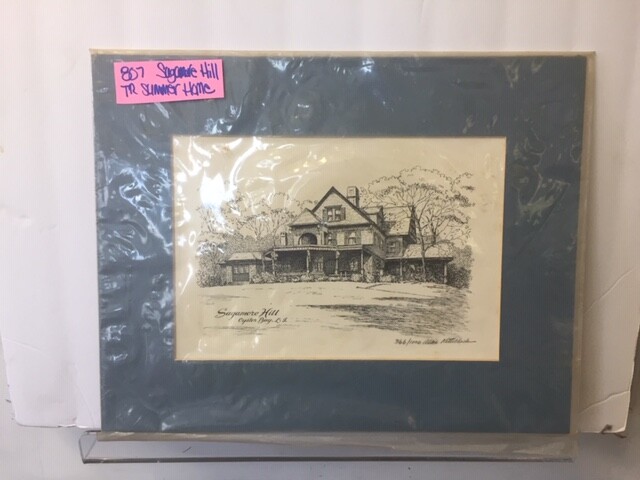 807 Sagamore Hill
TR Summer Home
Sagamore Hill
Oyster Bay, L.I.